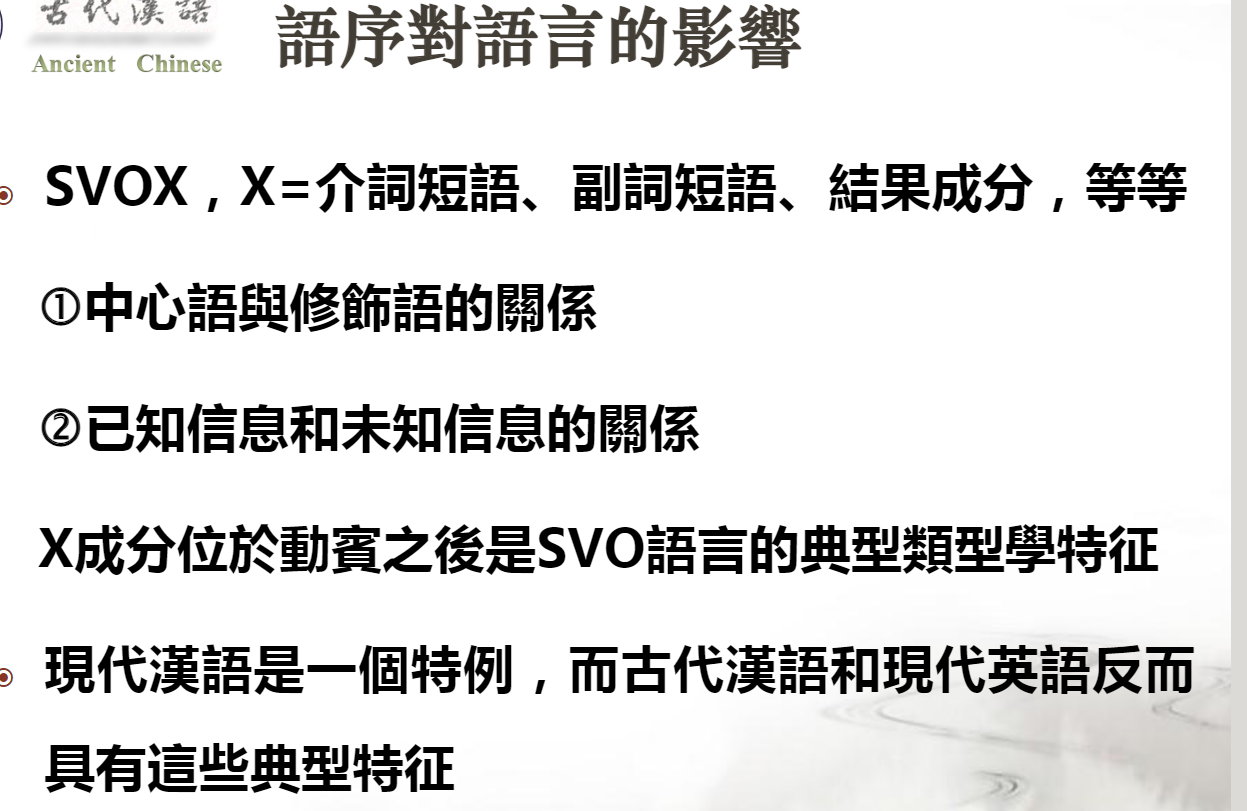 古代漢語
Ancient Chinese
語序對語言的影響
SVOX，X=介詞短語、副詞短語、結果成分，等等
①中心語與修飾語的關係
②已知信息和未知信息的關係
X成分位於動賓之後是SVO語言的典型類型學特征
現代漢語是一個特例，而古代漢語和現代英語反而
具有這些典型特征